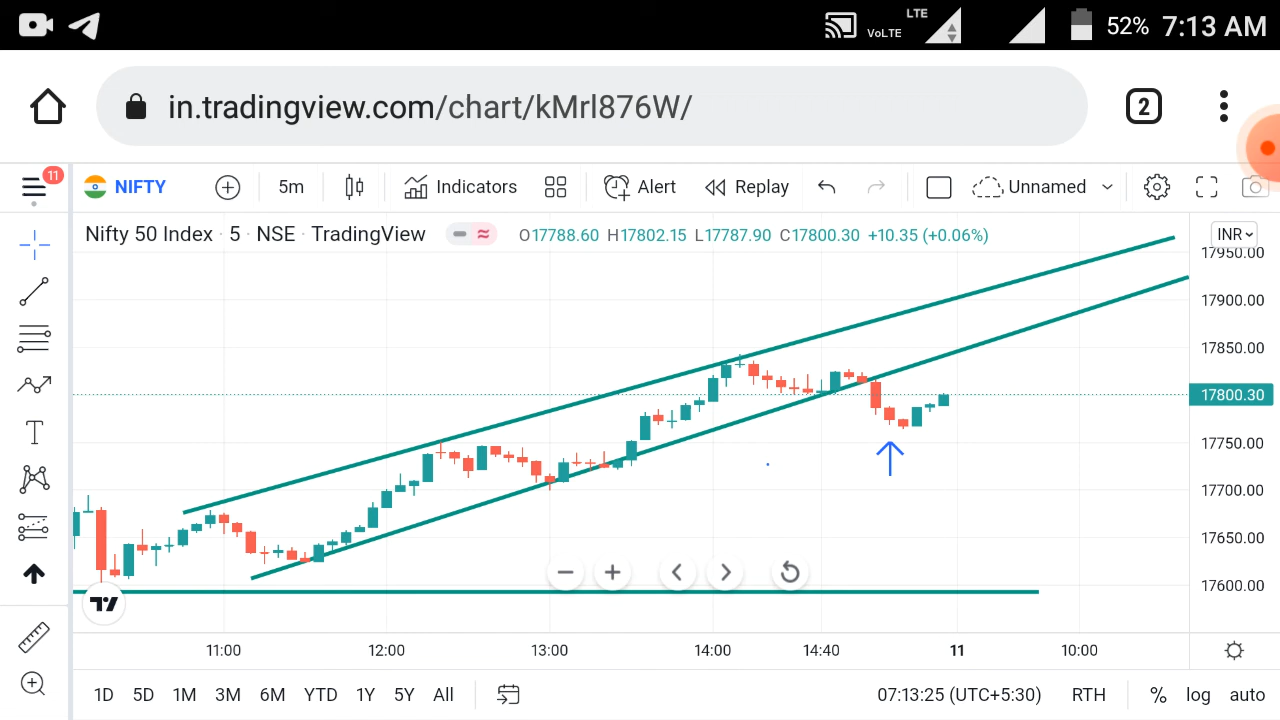 LTE
VoLTE
52% 7:13 AM
in.tradingview.com/chart/kMrl876W/
2
11
NIFTY
5m
Indicators
Alert
Replay
Unnamed
Nifty 50 Index · 5 · NSE · TradingView
O17788.60 H17802.15 L17787.90 C17800.30 +10.35 (+0.06%)
INR
17950.00
17900.00
17850.00
17800.30
17750.00
17700.00
17650.00
17600.00
11:00
12:00
13:00
14:00
14:40
11
10:00
1D 5D 1M 3M 6M YTD 1Y 5Y All
07:13:25 (UTC+5:30)
RTH
%
log
auto